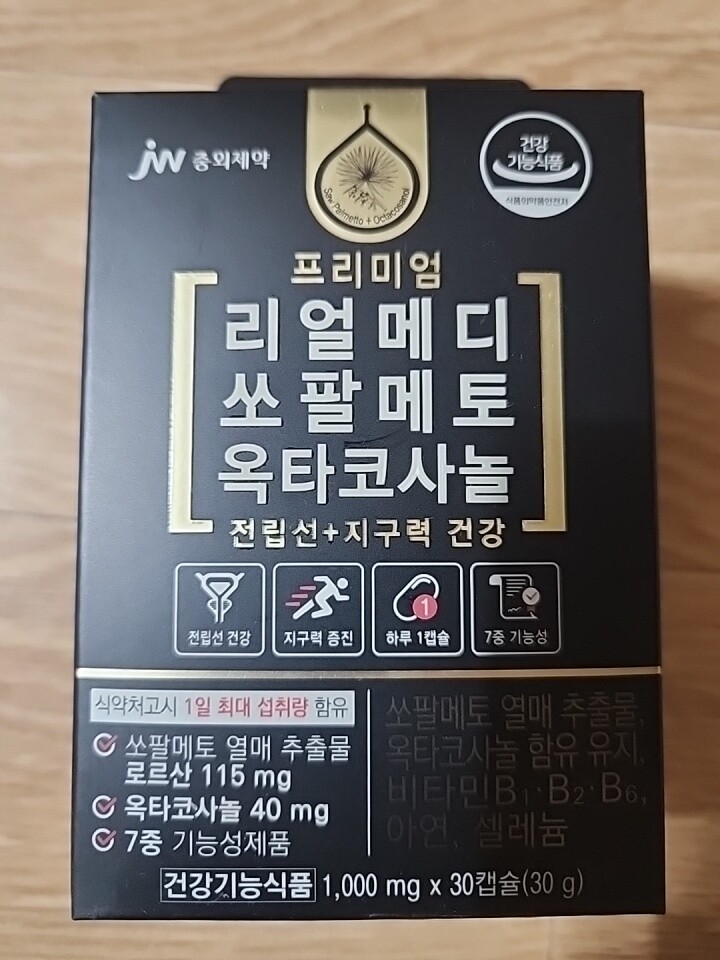 jw 중외제약
Saw Palmetto + Octacosanol
건강
기능식품
식품의약품안전처
프리미엄
리얼메디
쏘팔메토
옥타코사놀
전립선+지구력 건강
전립선 건강
지구력 증진
1
하루 1캡슐
7중 기능성
식약처고시 1일 최대 섭취량 함유
쏘팔메토 열매 추출물
로르산 115 mg
옥타코사놀 40 mg
7중 기능성제품
쏘팔메토 열매 추출물,
옥타코사놀 함유 유지,
비타민B1·B2·B6,
아연, 셀레늄
건강기능식품 1,000 mg x 30캡슐(30 g)